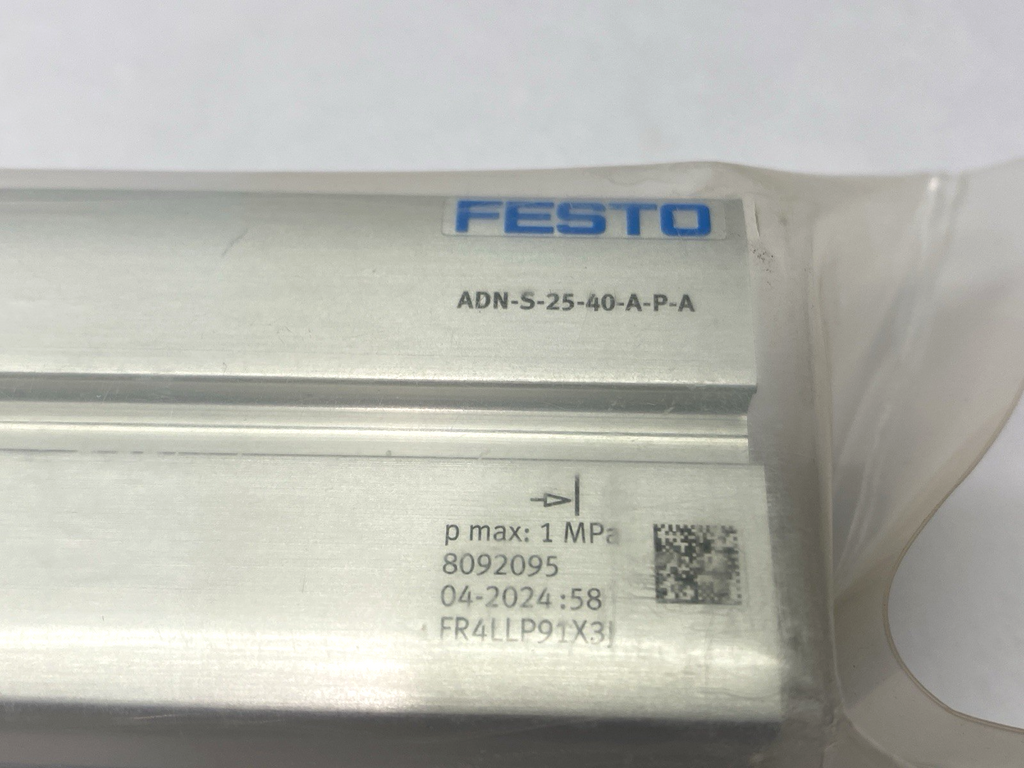 FESTO
ADN-S-25-40-A-P-A
p max: 1 MPa
8092095
04-2024:58
FR4LLP91X3J